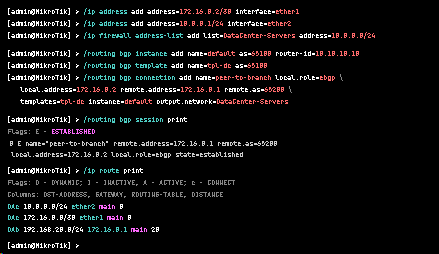 [admin@MikroTik] > /ip address add address=172.16.0.2/30 interface=ether1
[admin@MikroTik] > /ip address add address=10.0.0.1/24 interface=ether2
[admin@MikroTik] > /ip firewall address-list add list=DataCenter-Servers address=10.0.0.0/24
[admin@MikroTik] > /routing bgp instance add name=default as=65100 router-id=10.10.10.10
[admin@MikroTik] > /routing bgp template add name=tpl-dc as=65100
[admin@MikroTik] > /routing bgp connection add name=peer-to-branch local.role=ebgp \
local.address=172.16.0.2 remote.address=172.16.0.1 remote.as=65200 \
templates=tpl-dc instance=default output.network=DataCenter-Servers
[admin@MikroTik] > /routing bgp session print
Flags: E - ESTABLISHED
0 E name="peer-to-branch" remote.address=172.16.0.1 remote.as=65200
local.address=172.16.0.2 local.role=ebgp state=established
[admin@MikroTik] > /ip route print
Flags: D - DYNAMIC; I - INACTIVE, A - ACTIVE; c - CONNECT
Columns: DST-ADDRESS, GATEWAY, ROUTING-TABLE, DISTANCE
DAc 10.0.0.0/24 ether2 main 0
DAc 172.16.0.0/30 ether1 main 0
DAb 192.168.20.0/24 172.16.0.1 main 20
[admin@MikroTik] >